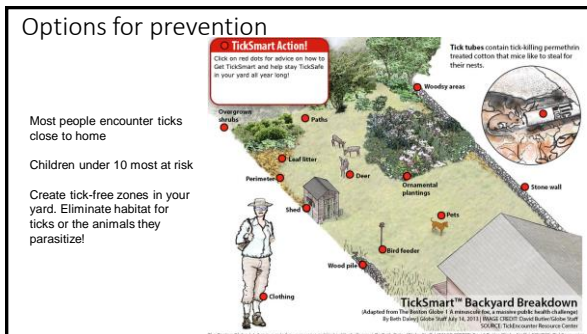 Options for prevention
TickSmart Action!
Click on red dots for advice on how to
Get TickSmart and help stay TickSafe
in your yard all year long!
Tick tubes contain tick-killing permethrin
treated cotton that mice like to steal for
their nests.
Most people encounter ticks
close to home
Children under 10 most at risk
Create tick-free zones in your
yard. Eliminate habitat for
ticks or the animals they
parasitize!
Woodsy areas
Overgrown
shrubs
Paths
Leaf litter
Perimeter
Deer
Ornamental
plantings
Stone wall
Shed
Pets
Bird feeder
Wood pile
Clothing
TickSmart™ Backyard Breakdown
(Adapted from The Boston Globe | A minescule foe, a massive public health challenge)
By Beth Daley | Globe Staff July 14, 2013 | IMAGE CREDIT: David Butler/Globe Staff
SOURCE: TickEncounter Resource Center